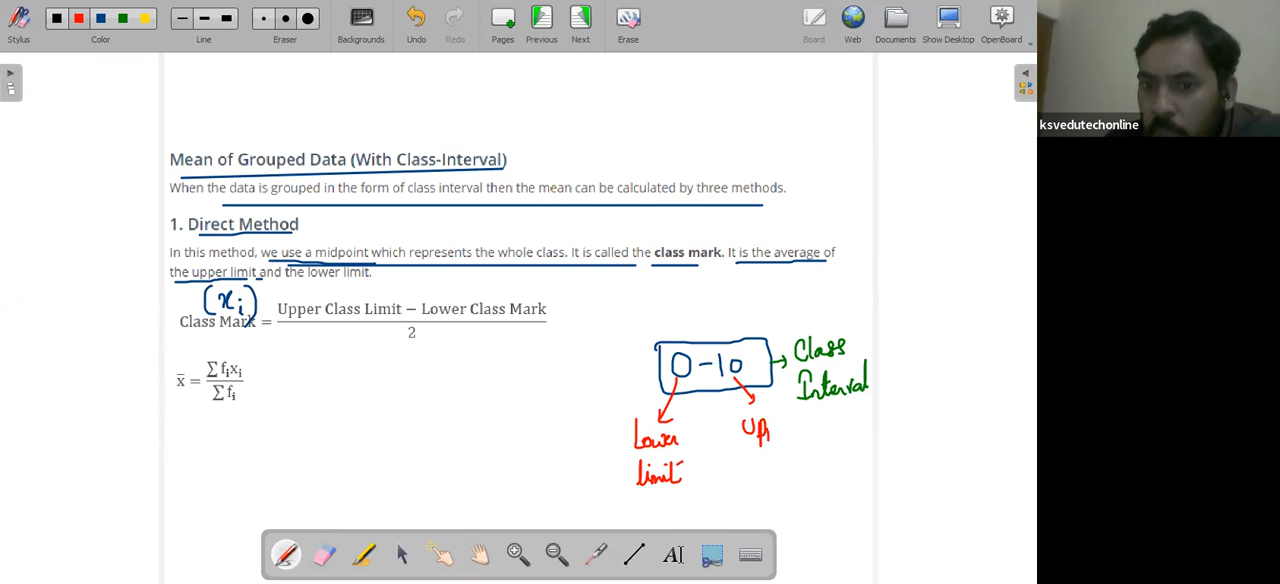 Stylus
Color
Line
Eraser
Backgrounds
Undo
Redo
Pages
Previous
Next
Erase
Board
Web
Documents
Show Desktop
OpenBoard
ksvedutechonline
Mean of Grouped Data (With Class-Interval)
When the data is grouped in the form of class interval then the mean can be calculated by three methods.
1. Direct Method
In this method, we use a midpoint which represents the whole class. It is called the class mark. It is the average of
the upper limit and the lower limit.
(xi)
Class Mark = Upper Class Limit − Lower Class Mark
2
x̄ = ∑ fixi
∑ fi
0-10
Class
Interval
Lower
limit
Up
A